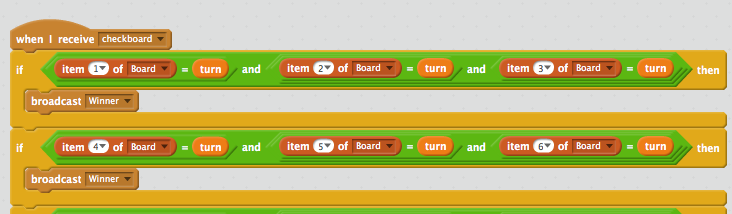 when I receive checkboard
if item 1 of Board = turn and item 2 of Board = turn and item 3 of Board = turn then
broadcast Winner
if item 4 of Board = turn and item 5 of Board = turn and item 6 of Board = turn then
broadcast Winner